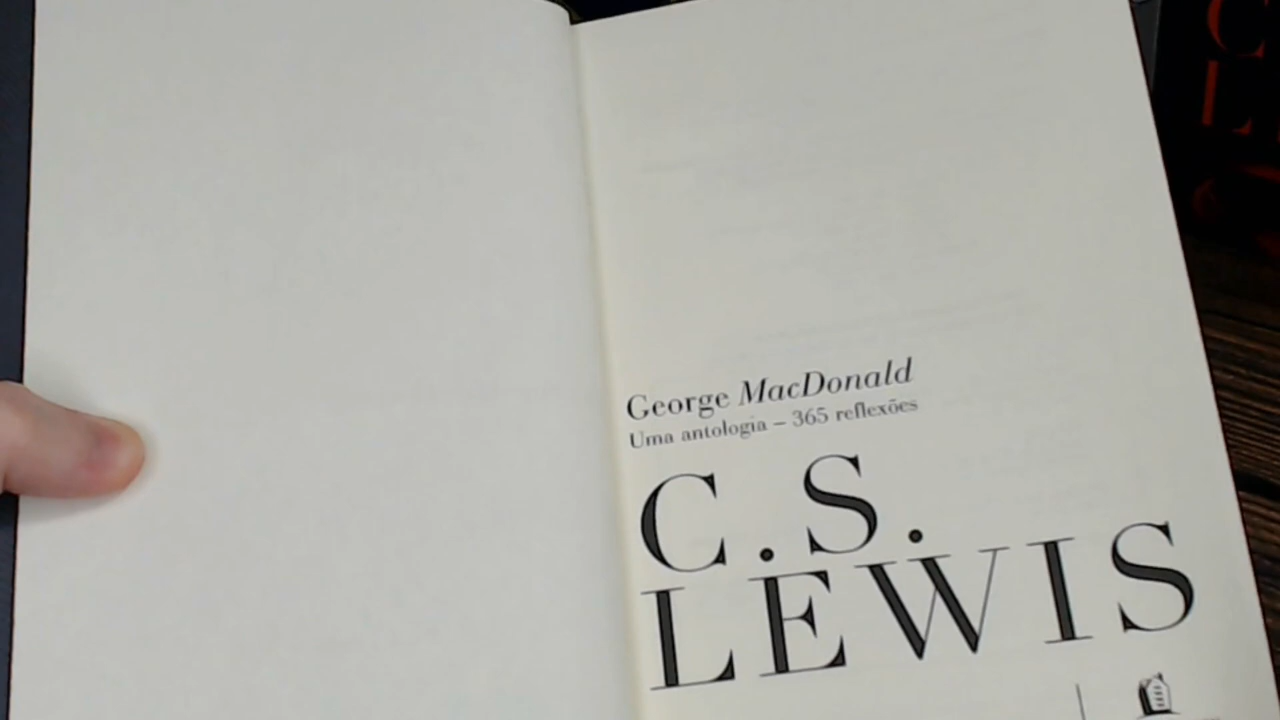 George MacDonald
Uma antologia – 365 reflexões
C.S.
LEWIS
C
L